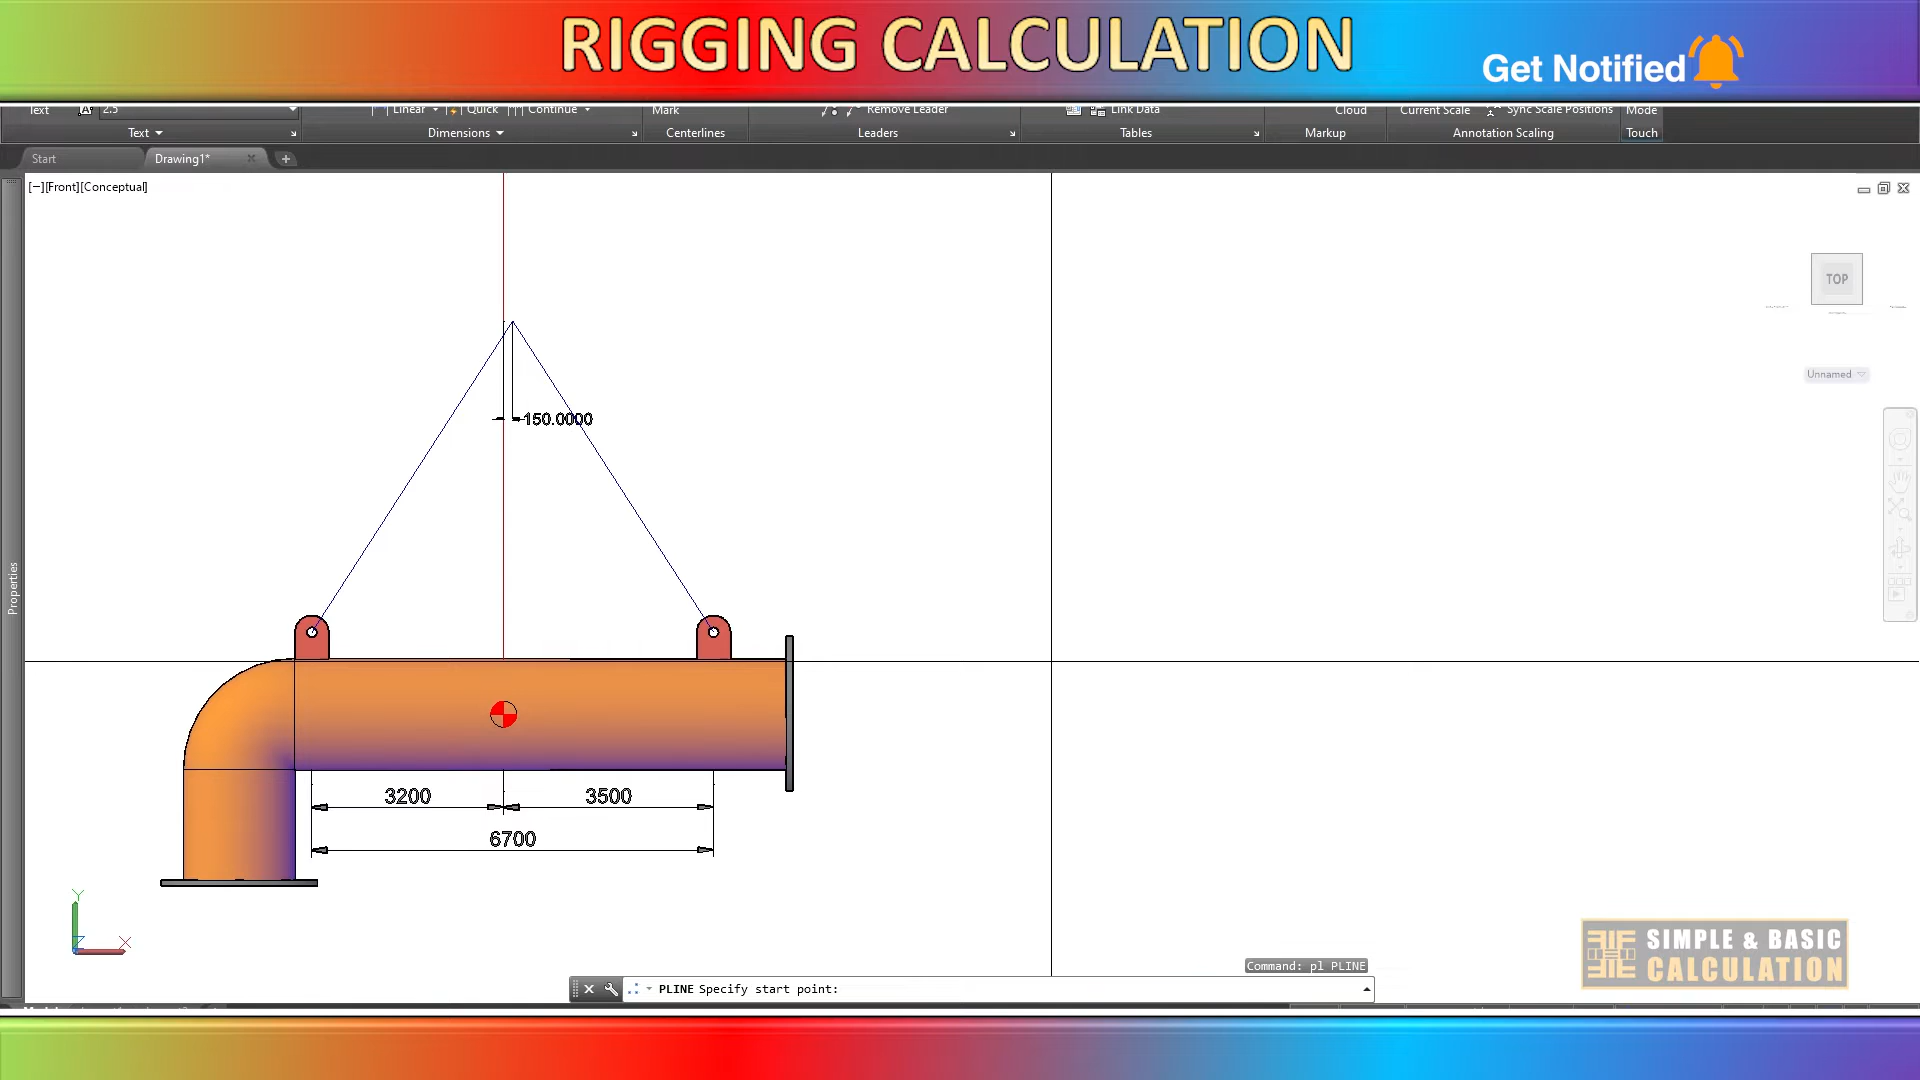 RIGGING CALCULATION
Get Notified
Text A 2.5 Linear Quick Continue Mark Remove Leader Link Data Cloud Current Scale Sync Scale Positions Mode
Text Dimensions Centerlines Leaders Tables Markup Annotation Scaling Touch
Start Drawing1* +
[−][Front][Conceptual]
TOP
Unnamed
150.0000
Properties
3200 3500
6700
Y
Z X
SIMPLE & BASIC
CALCULATION
Command: pl PLINE
PLINE Specify start point: